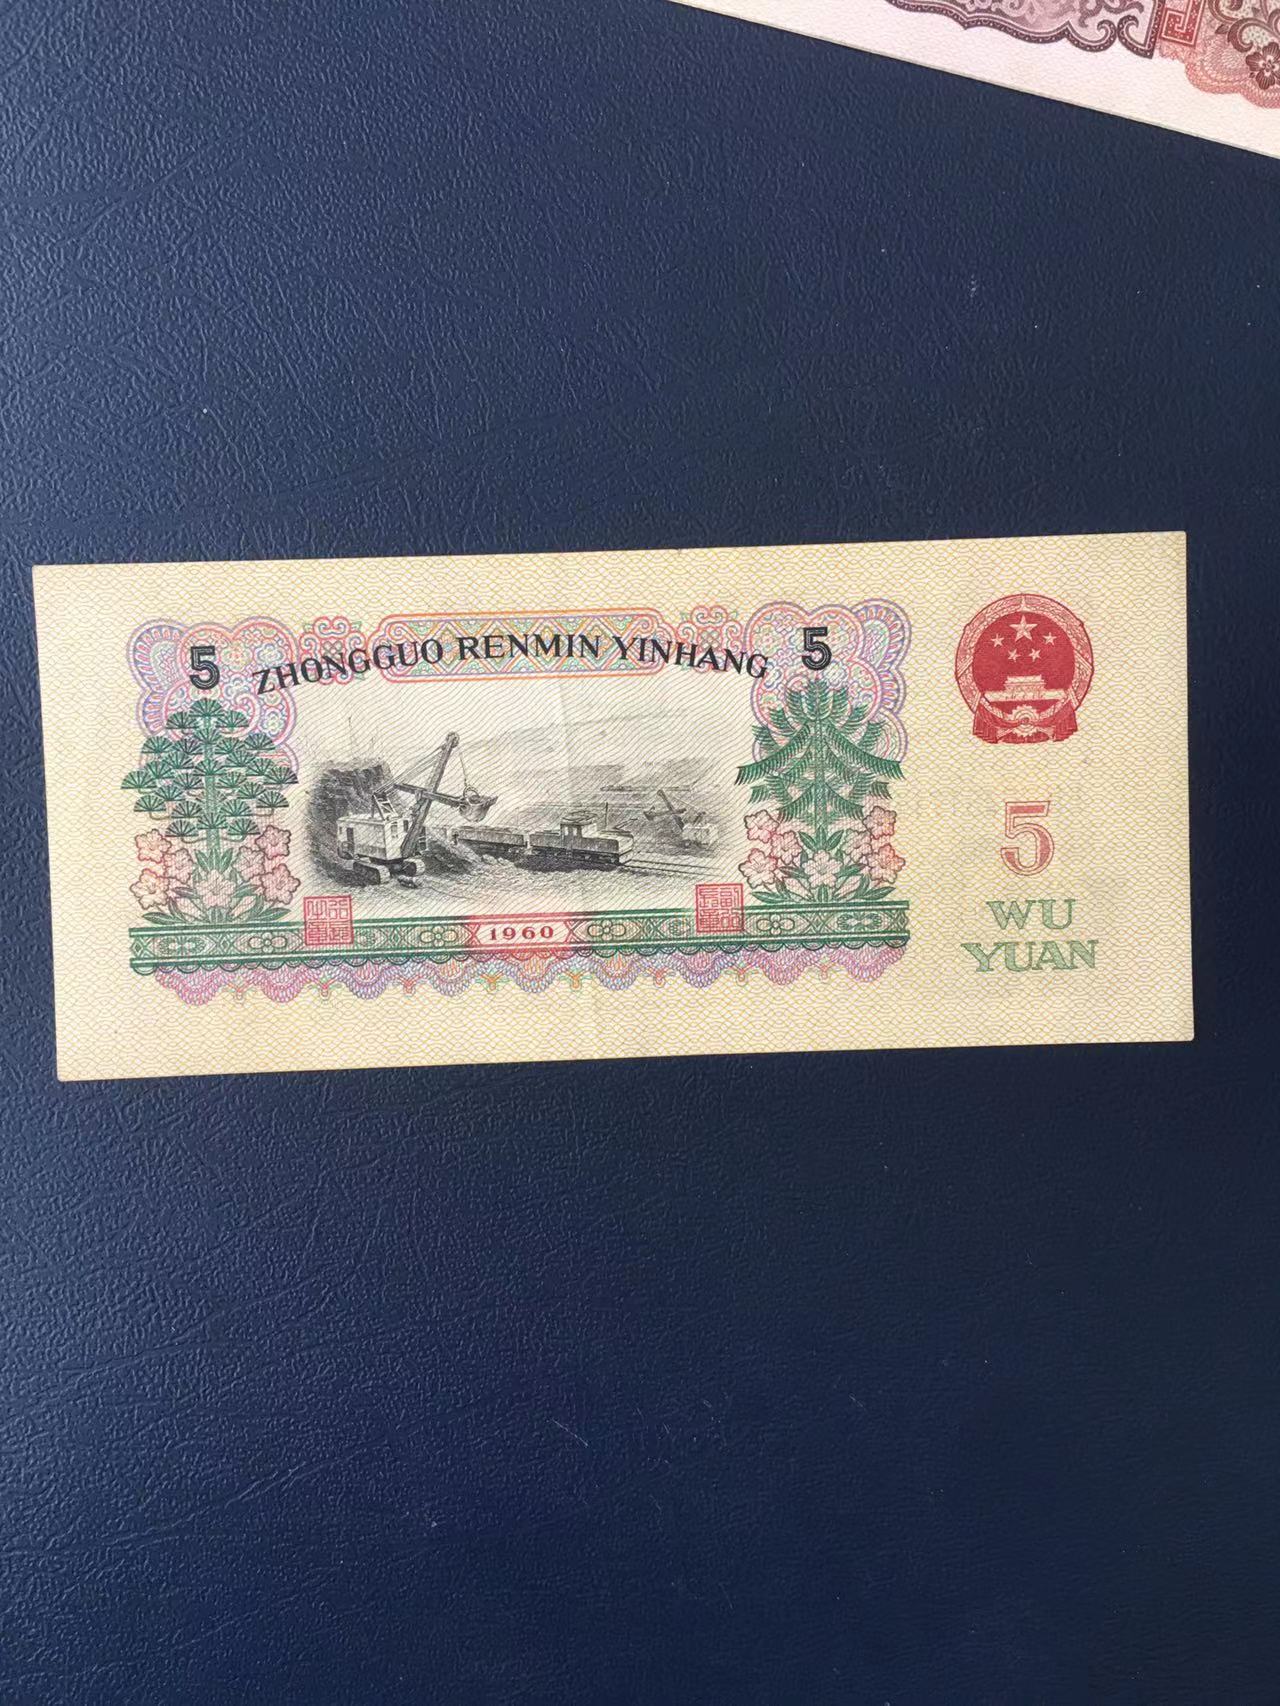 5 ZHONGGUO RENMIN YINHANG 5
5
WU
YUAN
1960